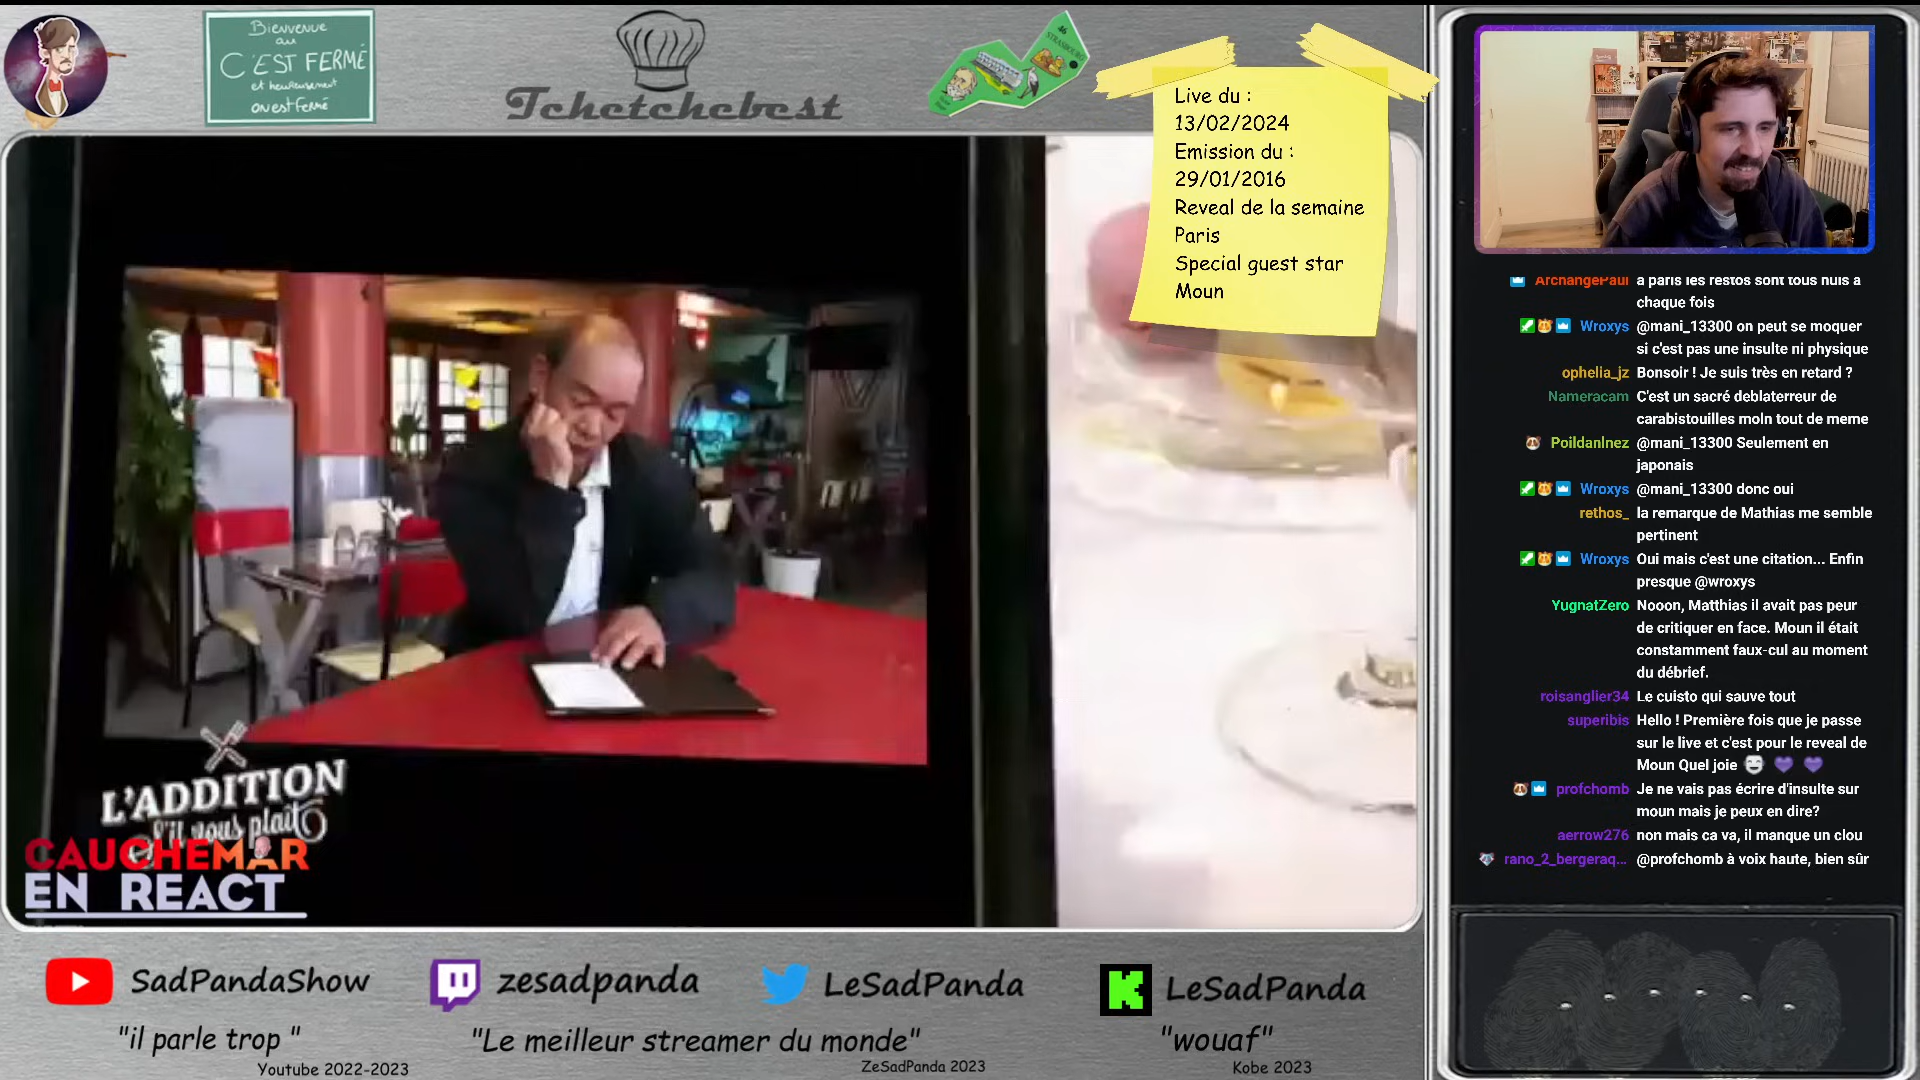 Bienvenue
au
C'EST FERMÉ
et heureusement
on est fermé
Tchetchebest
46
STRASBOURG
Live du :
13/02/2024
Emission du :
29/01/2016
Reveal de la semaine
Paris
Special guest star
Moun
L'ADDITION
s'il vous plaît
CAUCHEMAR
EN REACT
ArchangePaul a paris les restos sont tous nuls a
chaque fois
Wroxys @mani_13300 on peut se moquer
si c'est pas une insulte ni physique
ophelia_jz Bonsoir ! Je suis très en retard ?
Nameracam C'est un sacré deblaterreur de
carabistouilles moln tout de meme
PoildanInez @mani_13300 Seulement en
japonais
Wroxys @mani_13300 donc oui
rethos_ la remarque de Mathias me semble
pertinent
Wroxys Oui mais c'est une citation... Enfin
presque @wroxys
YugnatZero Nooon, Matthias il avait pas peur
de critiquer en face. Moun il était
constamment faux-cul au moment
du débrief.
roisanglier34 Le cuisto qui sauve tout
superibis Hello ! Première fois que je passe
sur le live et c'est pour le reveal de
Moun Quel joie
profchomb Je ne vais pas écrire d'insulte sur
moun mais je peux en dire?
aerrow276 non mais ca va, il manque un clou
rano_2_bergeraq... @profchomb à voix haute, bien sûr
SadPandaShow
"il parle trop "
Youtube 2022-2023
zesadpanda
"Le meilleur streamer du monde"
ZeSadPanda 2023
LeSadPanda
LeSadPanda
"wouaf"
Kobe 2023